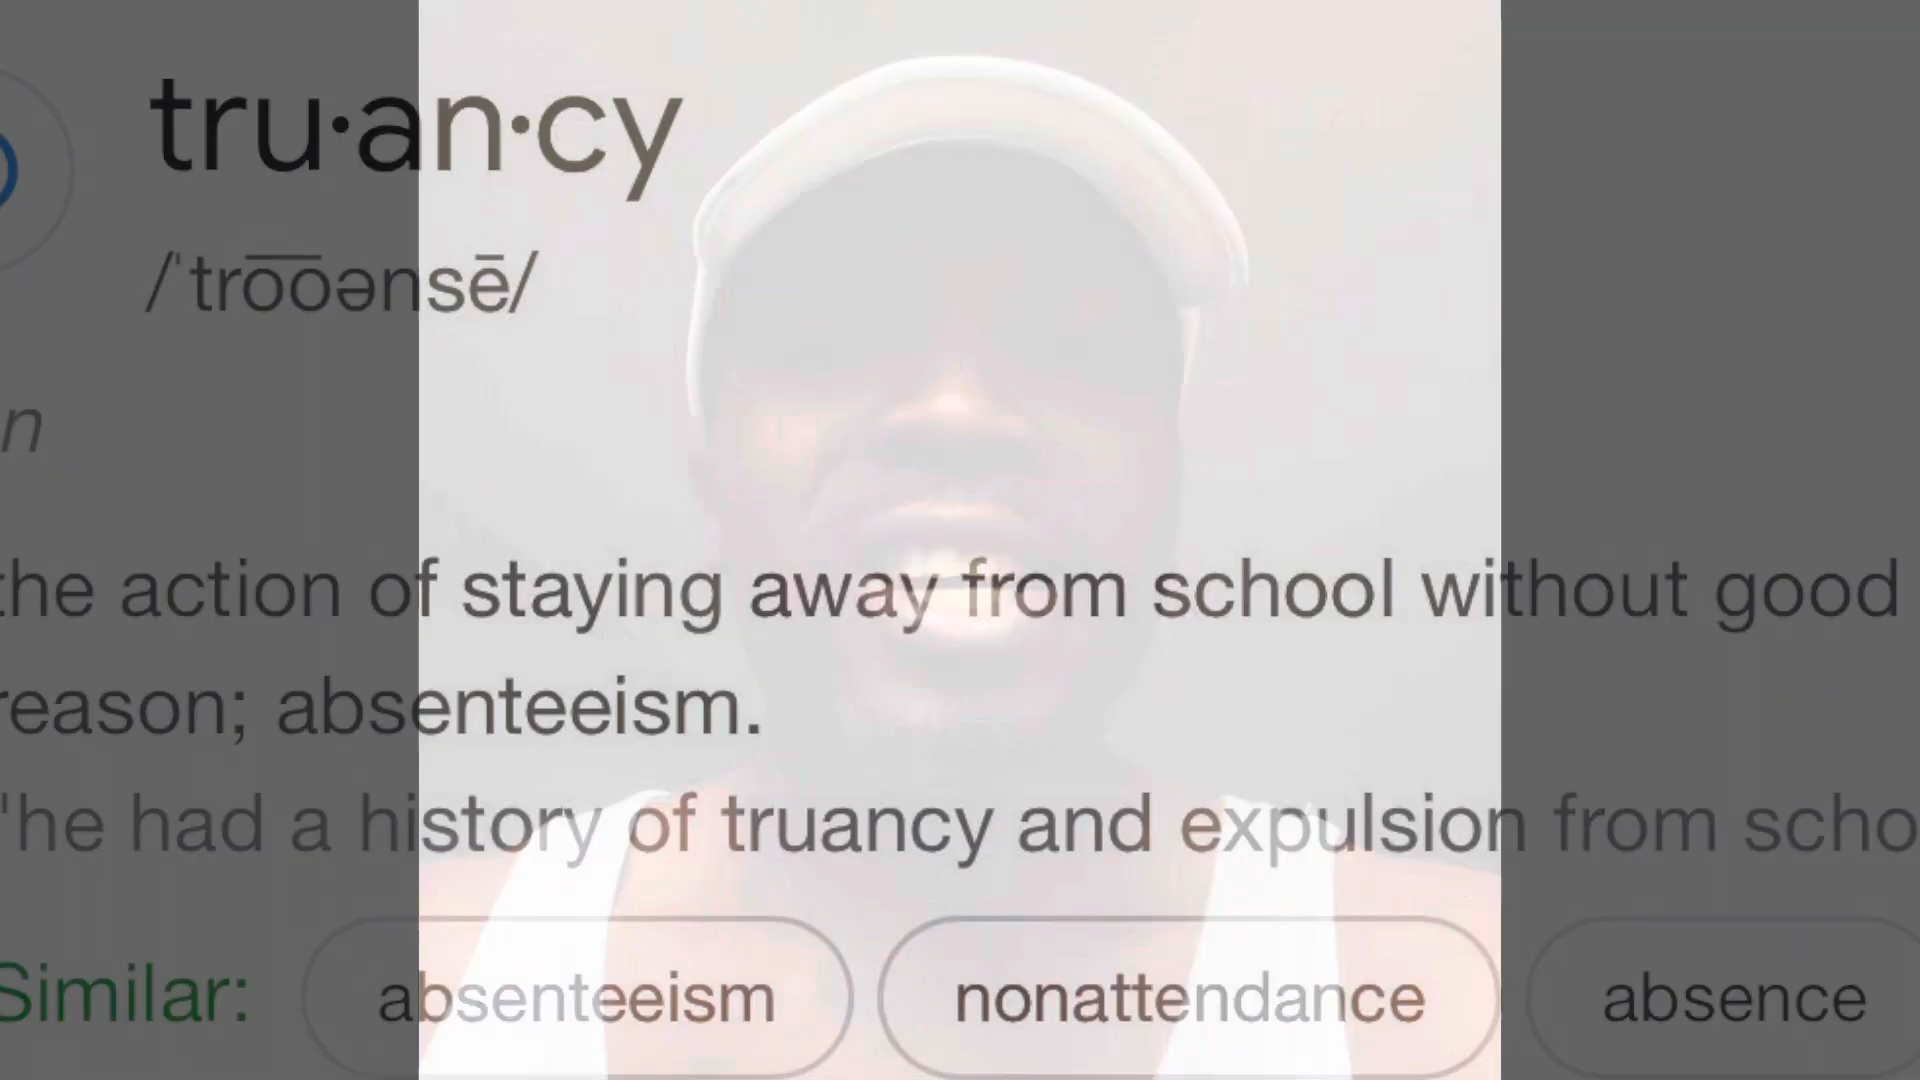 tru·an·cy
/ˈtro͞oənsē/
n
the action of staying away from school without good
reason; absenteeism.
"he had a history of truancy and expulsion from scho
Similar: absenteeism nonattendance absence